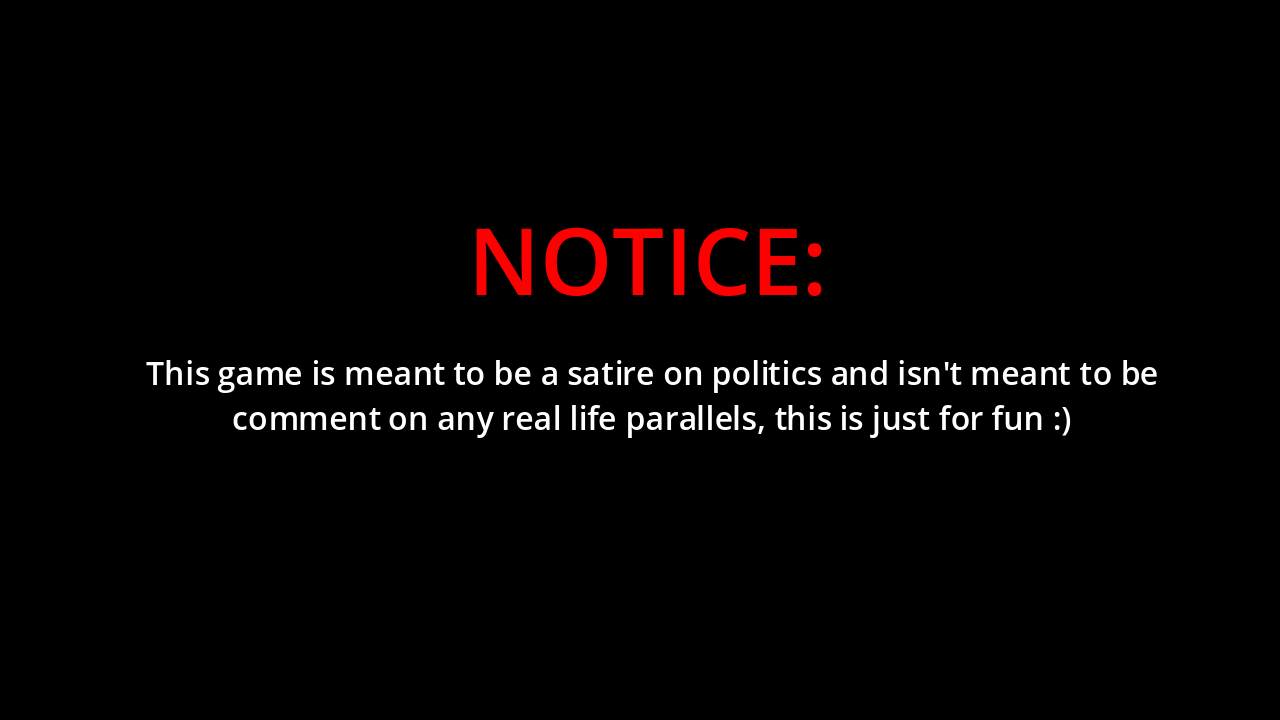 NOTICE:
This game is meant to be a satire on politics and isn't meant to be
comment on any real life parallels, this is just for fun :)